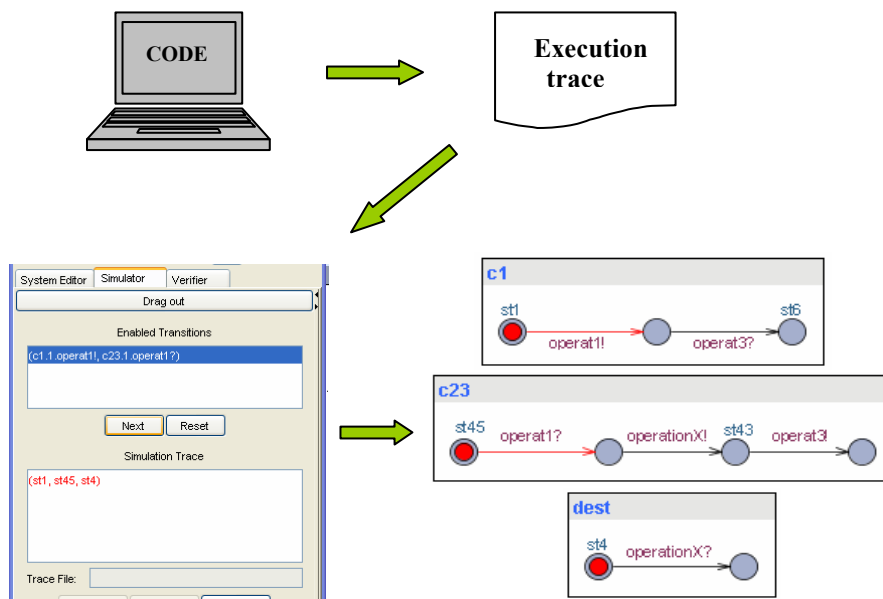 CODE
Execution
trace
System Editor Simulator Verifier
Drag out
Enabled Transitions
(c1.1.operat1!, c23.1.operat1?)
Next Reset
Simulation Trace
(st1, st45, st4)
Trace File:
c1
st1 st6
operat1! operat3?
c23
st45 st43
operat1? operationX! operat3!
dest
st4
operationX?